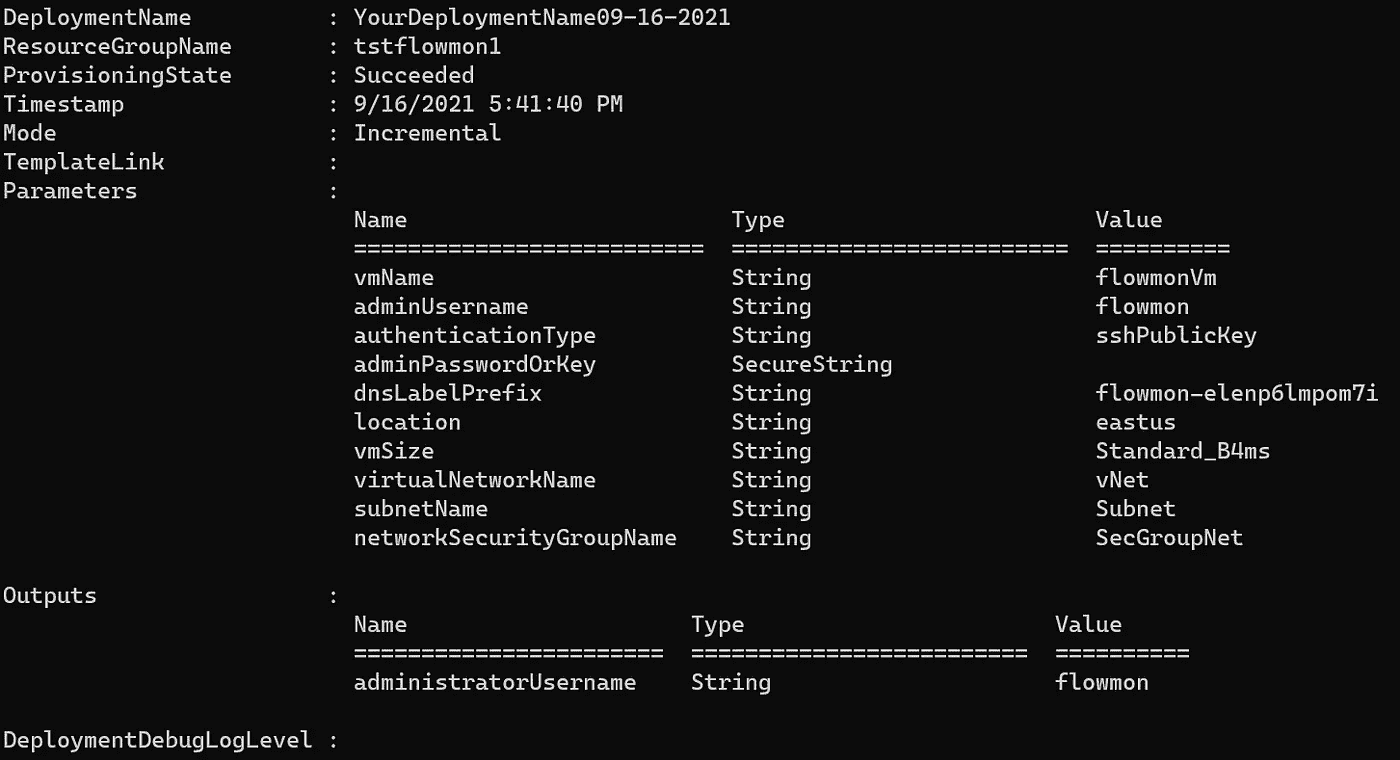 DeploymentName          : YourDeploymentName09-16-2021
ResourceGroupName       : tstflowmon1
ProvisioningState       : Succeeded
Timestamp               : 9/16/2021 5:41:40 PM
Mode                    : Incremental
TemplateLink            :
Parameters              :
                          Name                        Type                       Value
                          ==========================  =========================  ==========
                          vmName                      String                     flowmonVm
                          adminUsername               String                     flowmon
                          authenticationType          String                     sshPublicKey
                          adminPasswordOrKey          SecureString
                          dnsLabelPrefix              String                     flowmon-elenp6lmpom7i
                          location                    String                     eastus
                          vmSize                      String                     Standard_B4ms
                          virtualNetworkName          String                     vNet
                          subnetName                  String                     Subnet
                          networkSecurityGroupName    String                     SecGroupNet
Outputs                 :
                          Name                     Type                       Value
                          =======================  =========================  ==========
                          administratorUsername    String                     flowmon
DeploymentDebugLogLevel :